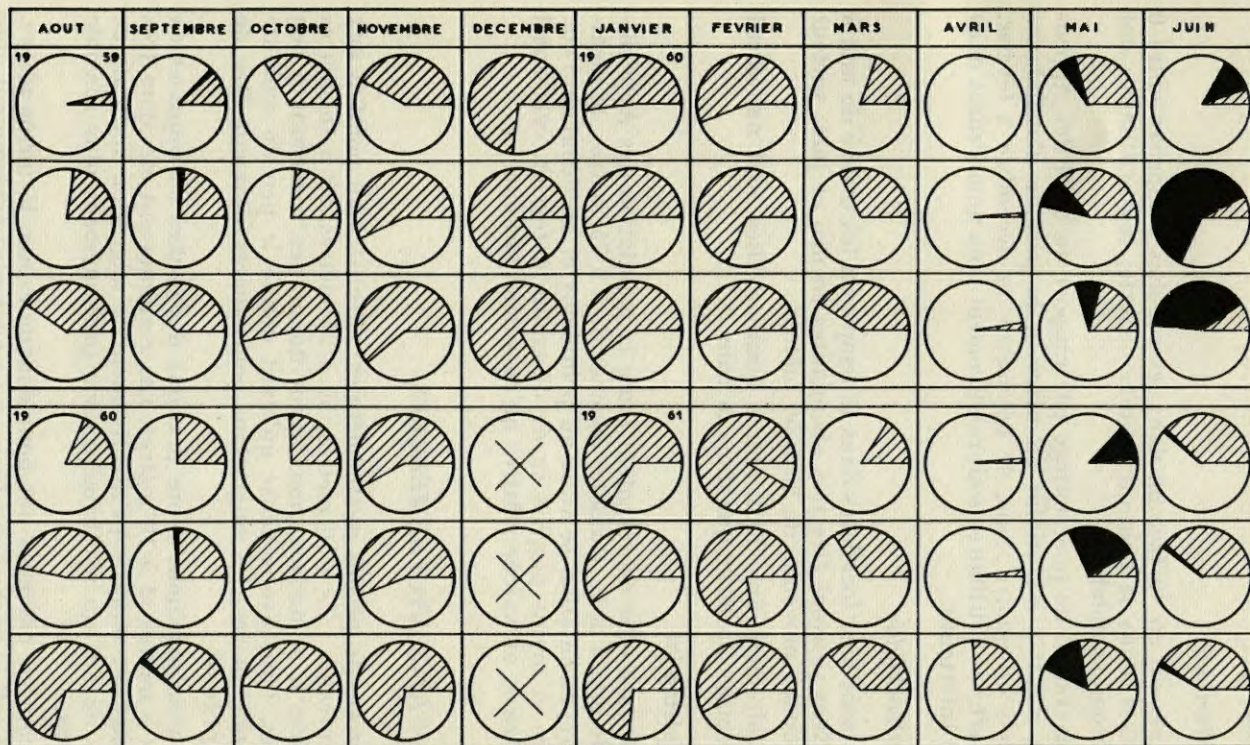 AOUT SEPTEMBRE OCTOBRE NOVEMBRE DECEMBRE JANVIER FEVRIER MARS AVRIL MAI JUIN
19 59 19 60
19 60 19 61